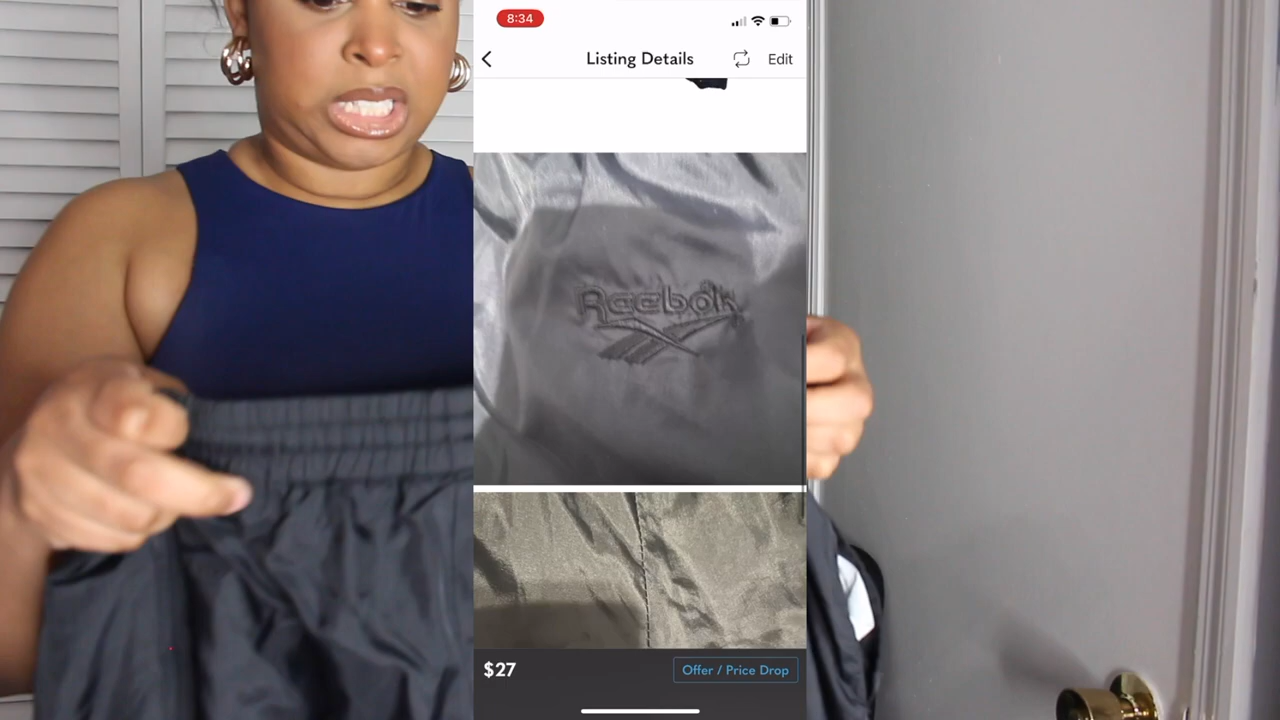 8:34
Listing Details
Edit
Reebok
$27
Offer / Price Drop